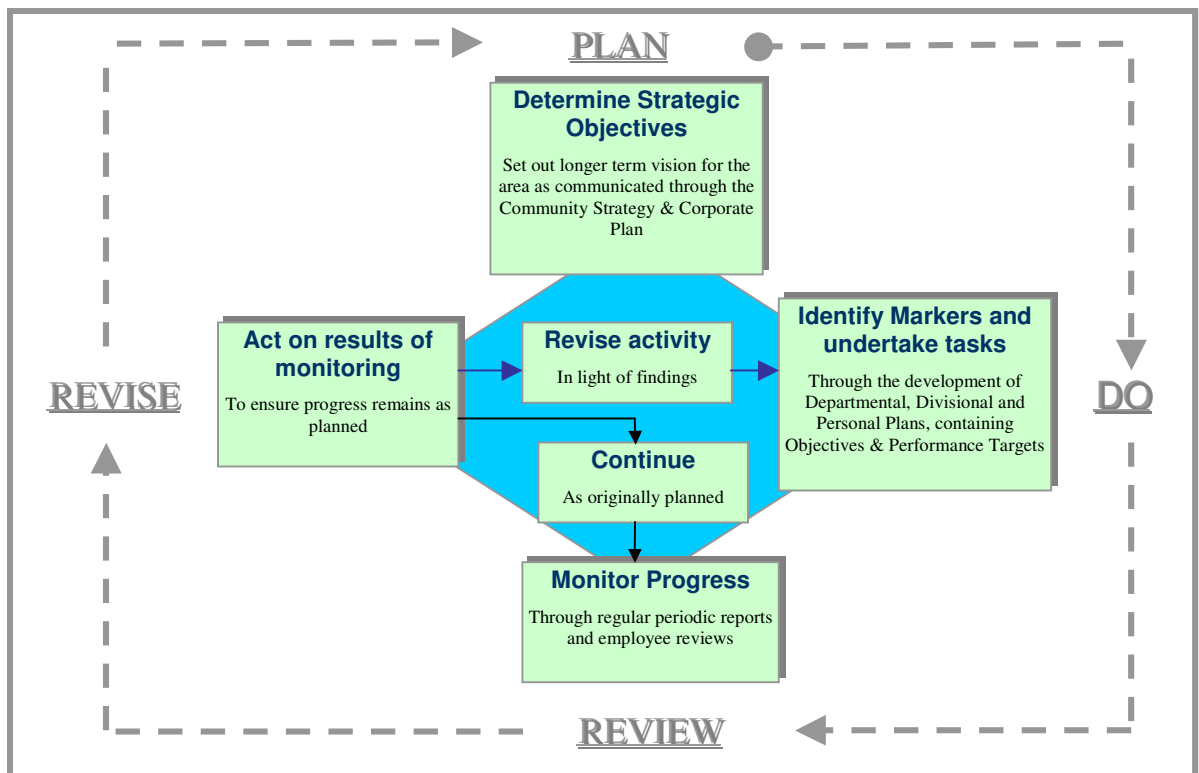 PLAN
Determine Strategic
Objectives
Set out longer term vision for the
area as communicated through the
Community Strategy & Corporate
Plan
Act on results of
monitoring
To ensure progress remains as
planned
Revise activity
In light of findings
Identify Markers and
undertake tasks
Through the development of
Departmental, Divisional and
Personal Plans, containing
Objectives & Performance Targets
REVISE
DO
Continue
As originally planned
Monitor Progress
Through regular periodic reports
and employee reviews
REVIEW